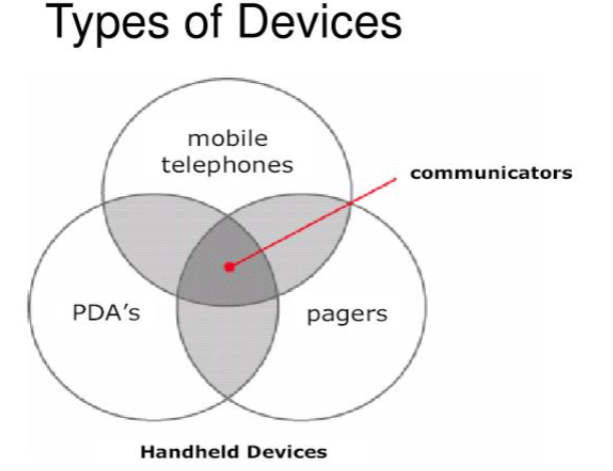 Types of Devices
mobile
telephones
communicators
PDA's
pagers
Handheld Devices